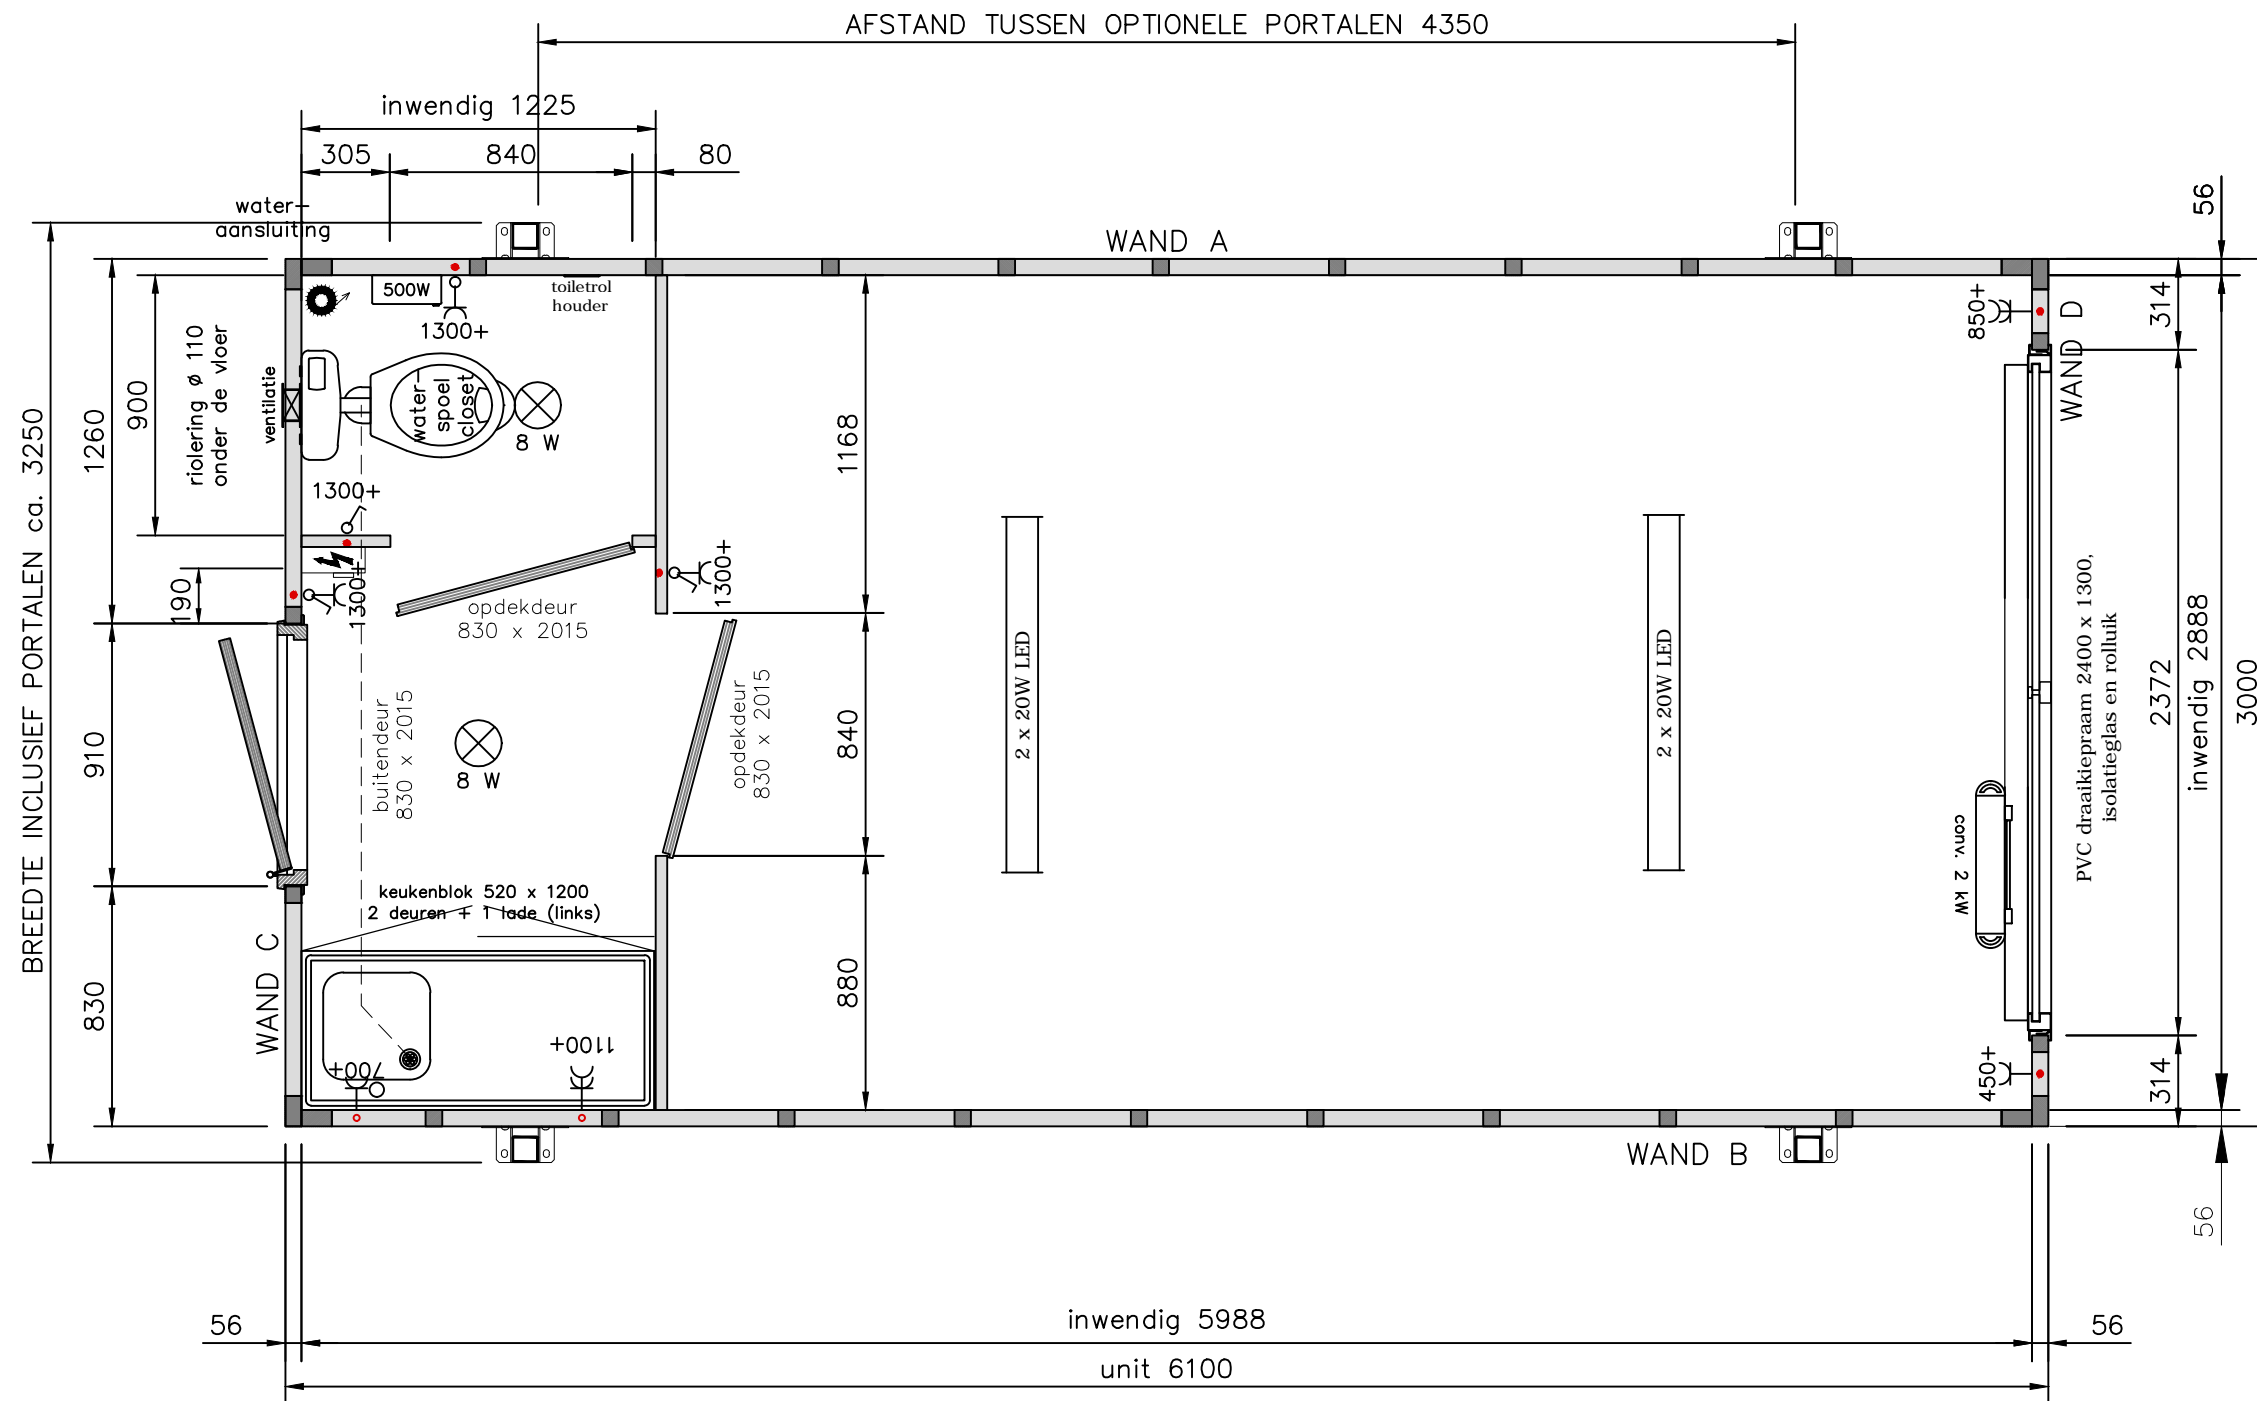 AFSTAND TUSSEN OPTIONELE PORTALEN 4350
inwendig 1225
305
840
80
water-
aansluiting
WAND A
56
500W
toiletrol
houder
1300+
850+
WAND D
314
BREEDTE INCLUSIEF PORTALEN ca. 3250
1260
900
riolering ø 110
onder de vloer
ventilatie
water-
spoel
closet
8 W
1168
1300+
190
1300+
1300+
opdekdeur
830 x 2015
910
buitendeur
830 x 2015
8 W
opdekdeur
830 x 2015
840
2 x 20W LED
2 x 20W LED
PVC draaikiepraam 2400 x 1300,
isolatieglas en rolluik
2372
inwendig 2888
3000
conv. 2 kW
keukenblok 520 x 1200
2 deuren + 1 lade (links)
830
WAND C
880
700+
1100+
450+
314
WAND B
56
56
inwendig 5988
56
unit 6100